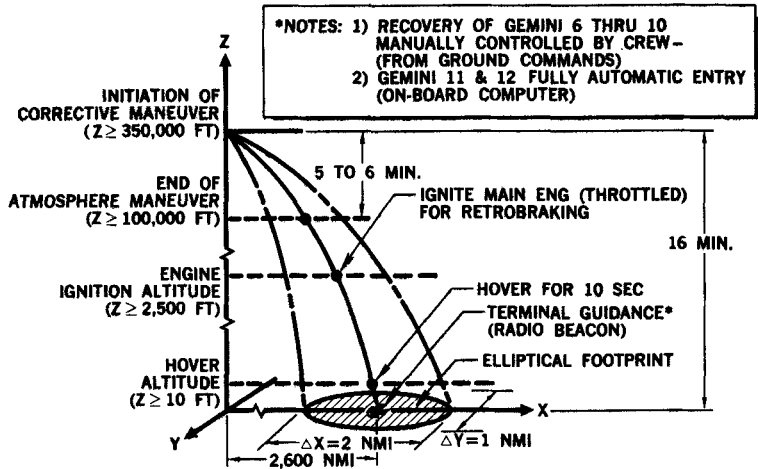 *NOTES: 1) RECOVERY OF GEMINI 6 THRU 10
MANUALLY CONTROLLED BY CREW–
(FROM GROUND COMMANDS)
2) GEMINI 11 & 12 FULLY AUTOMATIC ENTRY
(ON-BOARD COMPUTER)
Z
INITIATION OF
CORRECTIVE MANEUVER
(Z ≥ 350,000 FT)
5 TO 6 MIN.
END OF
ATMOSPHERE MANEUVER
(Z ≥ 100,000 FT)
IGNITE MAIN ENG (THROTTLED)
FOR RETROBRAKING
16 MIN.
ENGINE
IGNITION ALTITUDE
(Z ≥ 2,500 FT)
HOVER FOR 10 SEC
TERMINAL GUIDANCE*
(RADIO BEACON)
ELLIPTICAL FOOTPRINT
HOVER
ALTITUDE
(Z ≥ 10 FT)
X
Y
△X=2 NMI
△Y=1 NMI
2,600 NMI